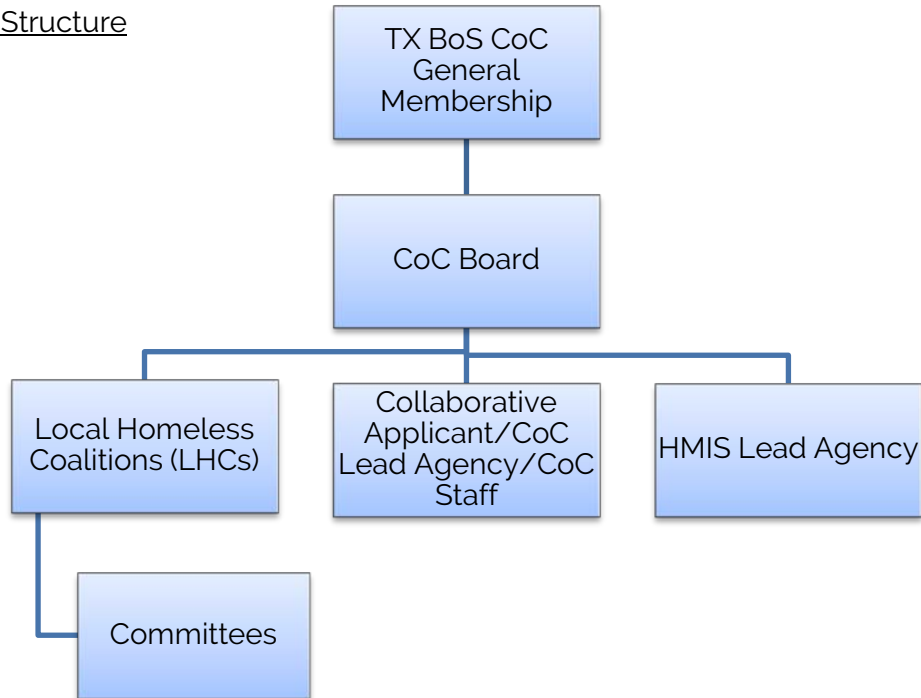 Structure
TX BoS CoC
General
Membership
CoC Board
Local Homeless
Coalitions (LHCs)
Collaborative
Applicant/CoC
Lead Agency/CoC
Staff
HMIS Lead Agency
Committees